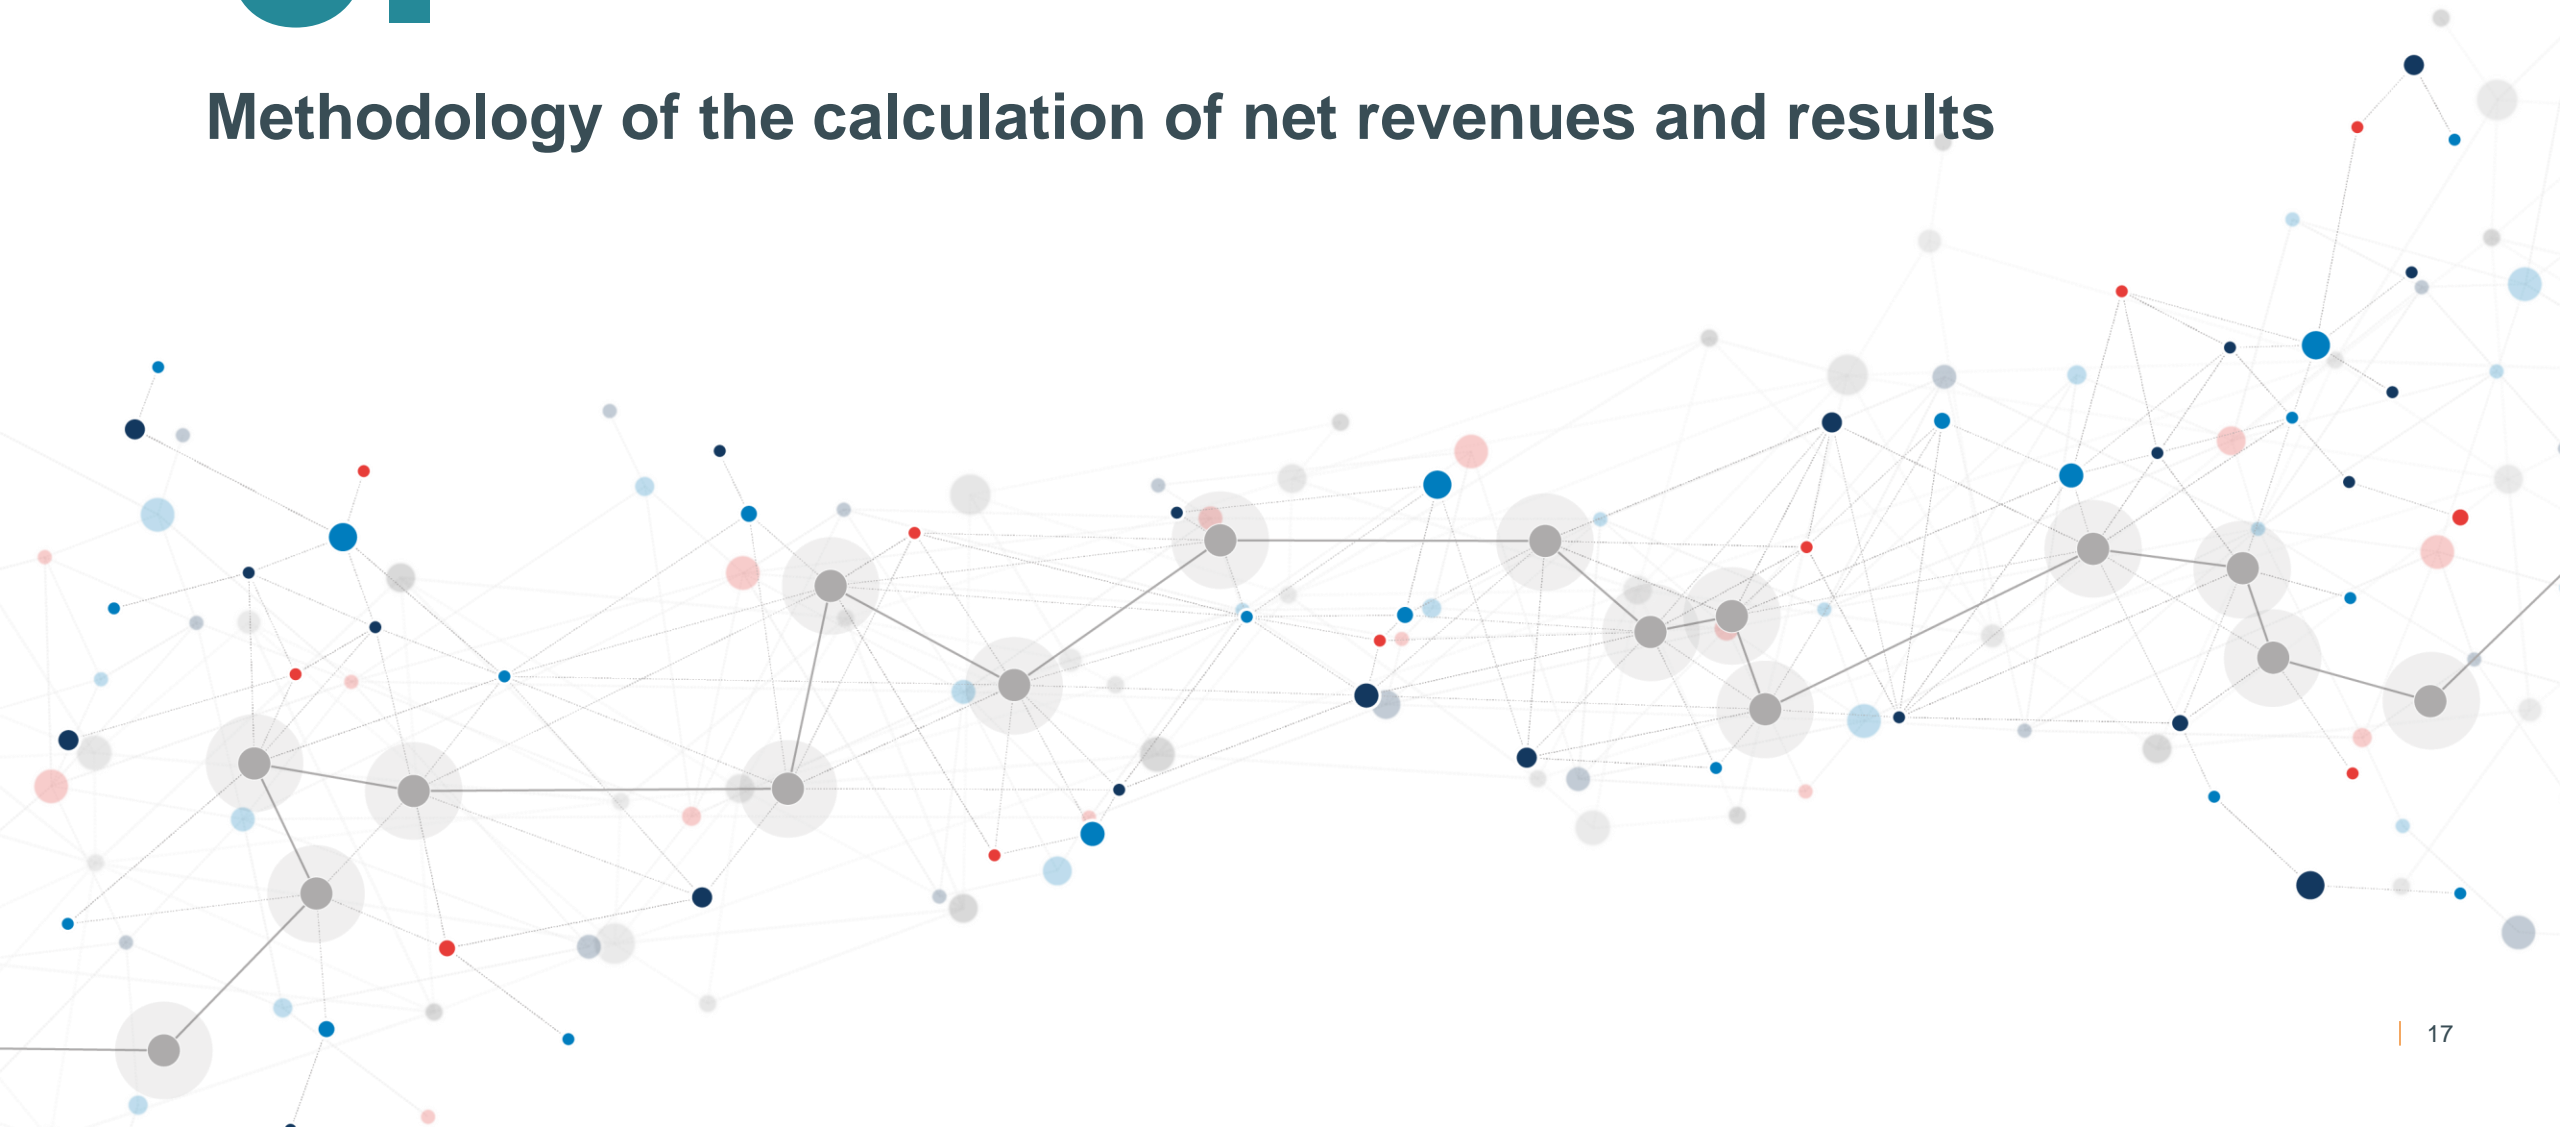 Methodology of the calculation of net revenues and results
17